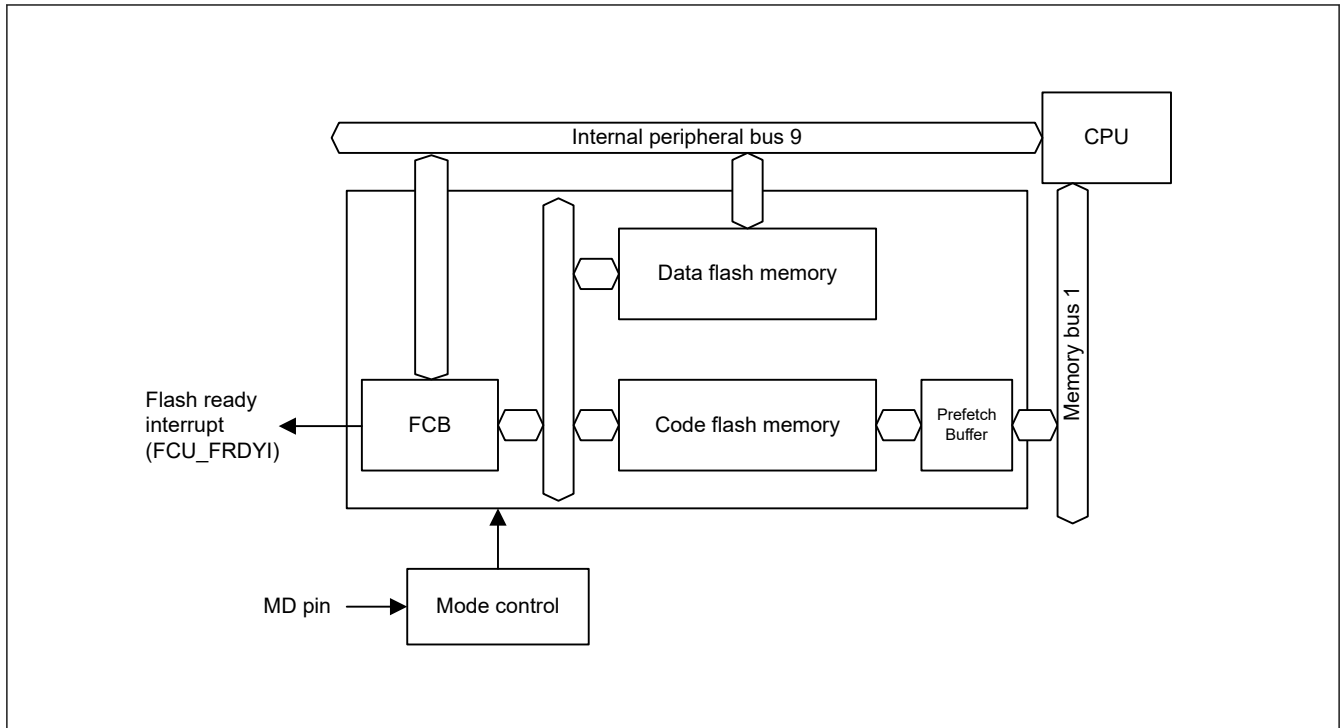 Internal peripheral bus 9
CPU
Data flash memory
Memory bus 1
Flash ready
interrupt
(FCU_FRDYI)
FCB
Code flash memory
Prefetch
Buffer
MD pin
Mode control